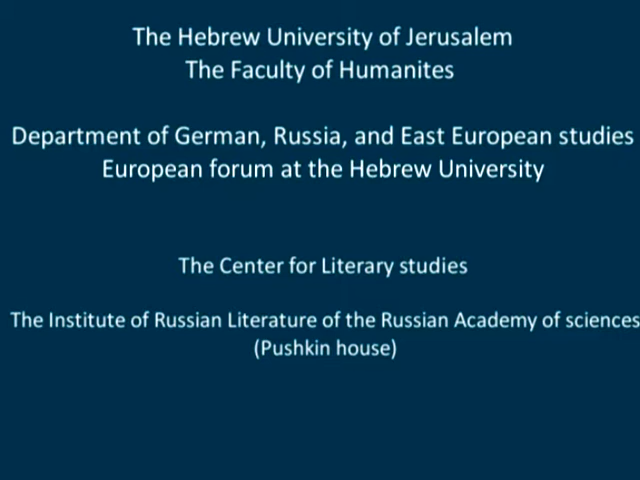 The Hebrew University of Jerusalem
The Faculty of Humanites
Department of German, Russia, and East European studies
European forum at the Hebrew University
The Center for Literary studies
The Institute of Russian Literature of the Russian Academy of sciences
(Pushkin house)